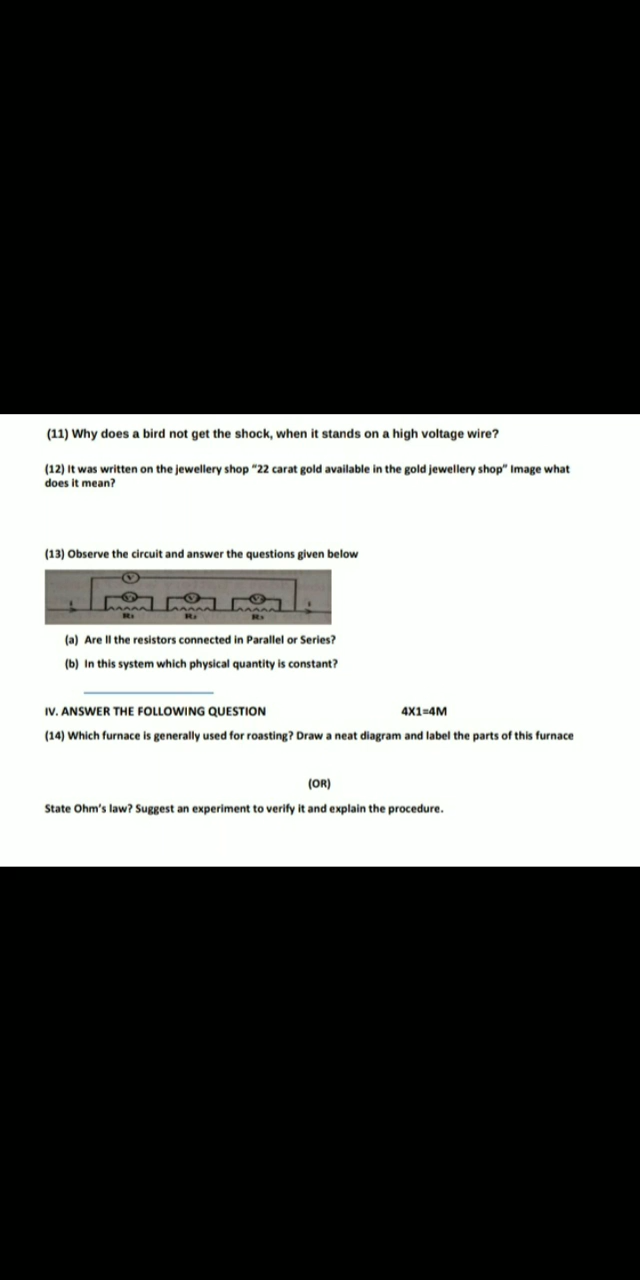 (11) Why does a bird not get the shock, when it stands on a high voltage wire?
(12) It was written on the jewellery shop "22 carat gold available in the gold jewellery shop" Image what
does it mean?
(13) Observe the circuit and answer the questions given below
V
(a) Are ll the resistors connected in Parallel or Series?
(b) In this system which physical quantity is constant?
IV. ANSWER THE FOLLOWING QUESTION 4X1=4M
(14) Which furnace is generally used for roasting? Draw a neat diagram and label the parts of this furnace
(OR)
State Ohm's law? Suggest an experiment to verify it and explain the procedure.